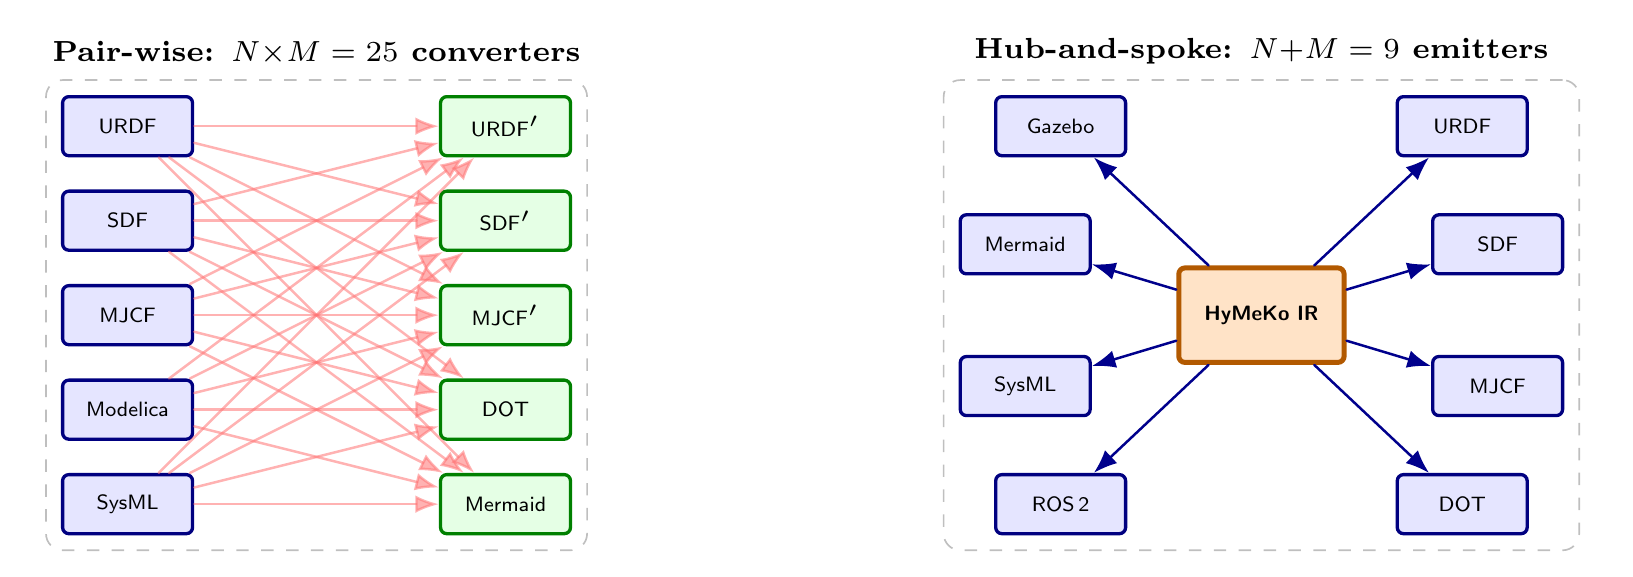 Pair-wise: N×M = 25 converters
URDF
SDF
MJCF
Modelica
SysML
URDF′
SDF′
MJCF′
DOT
Mermaid
Hub-and-spoke: N+M = 9 emitters
Gazebo
URDF
Mermaid
SDF
HyMeKo IR
SysML
MJCF
ROS 2
DOT